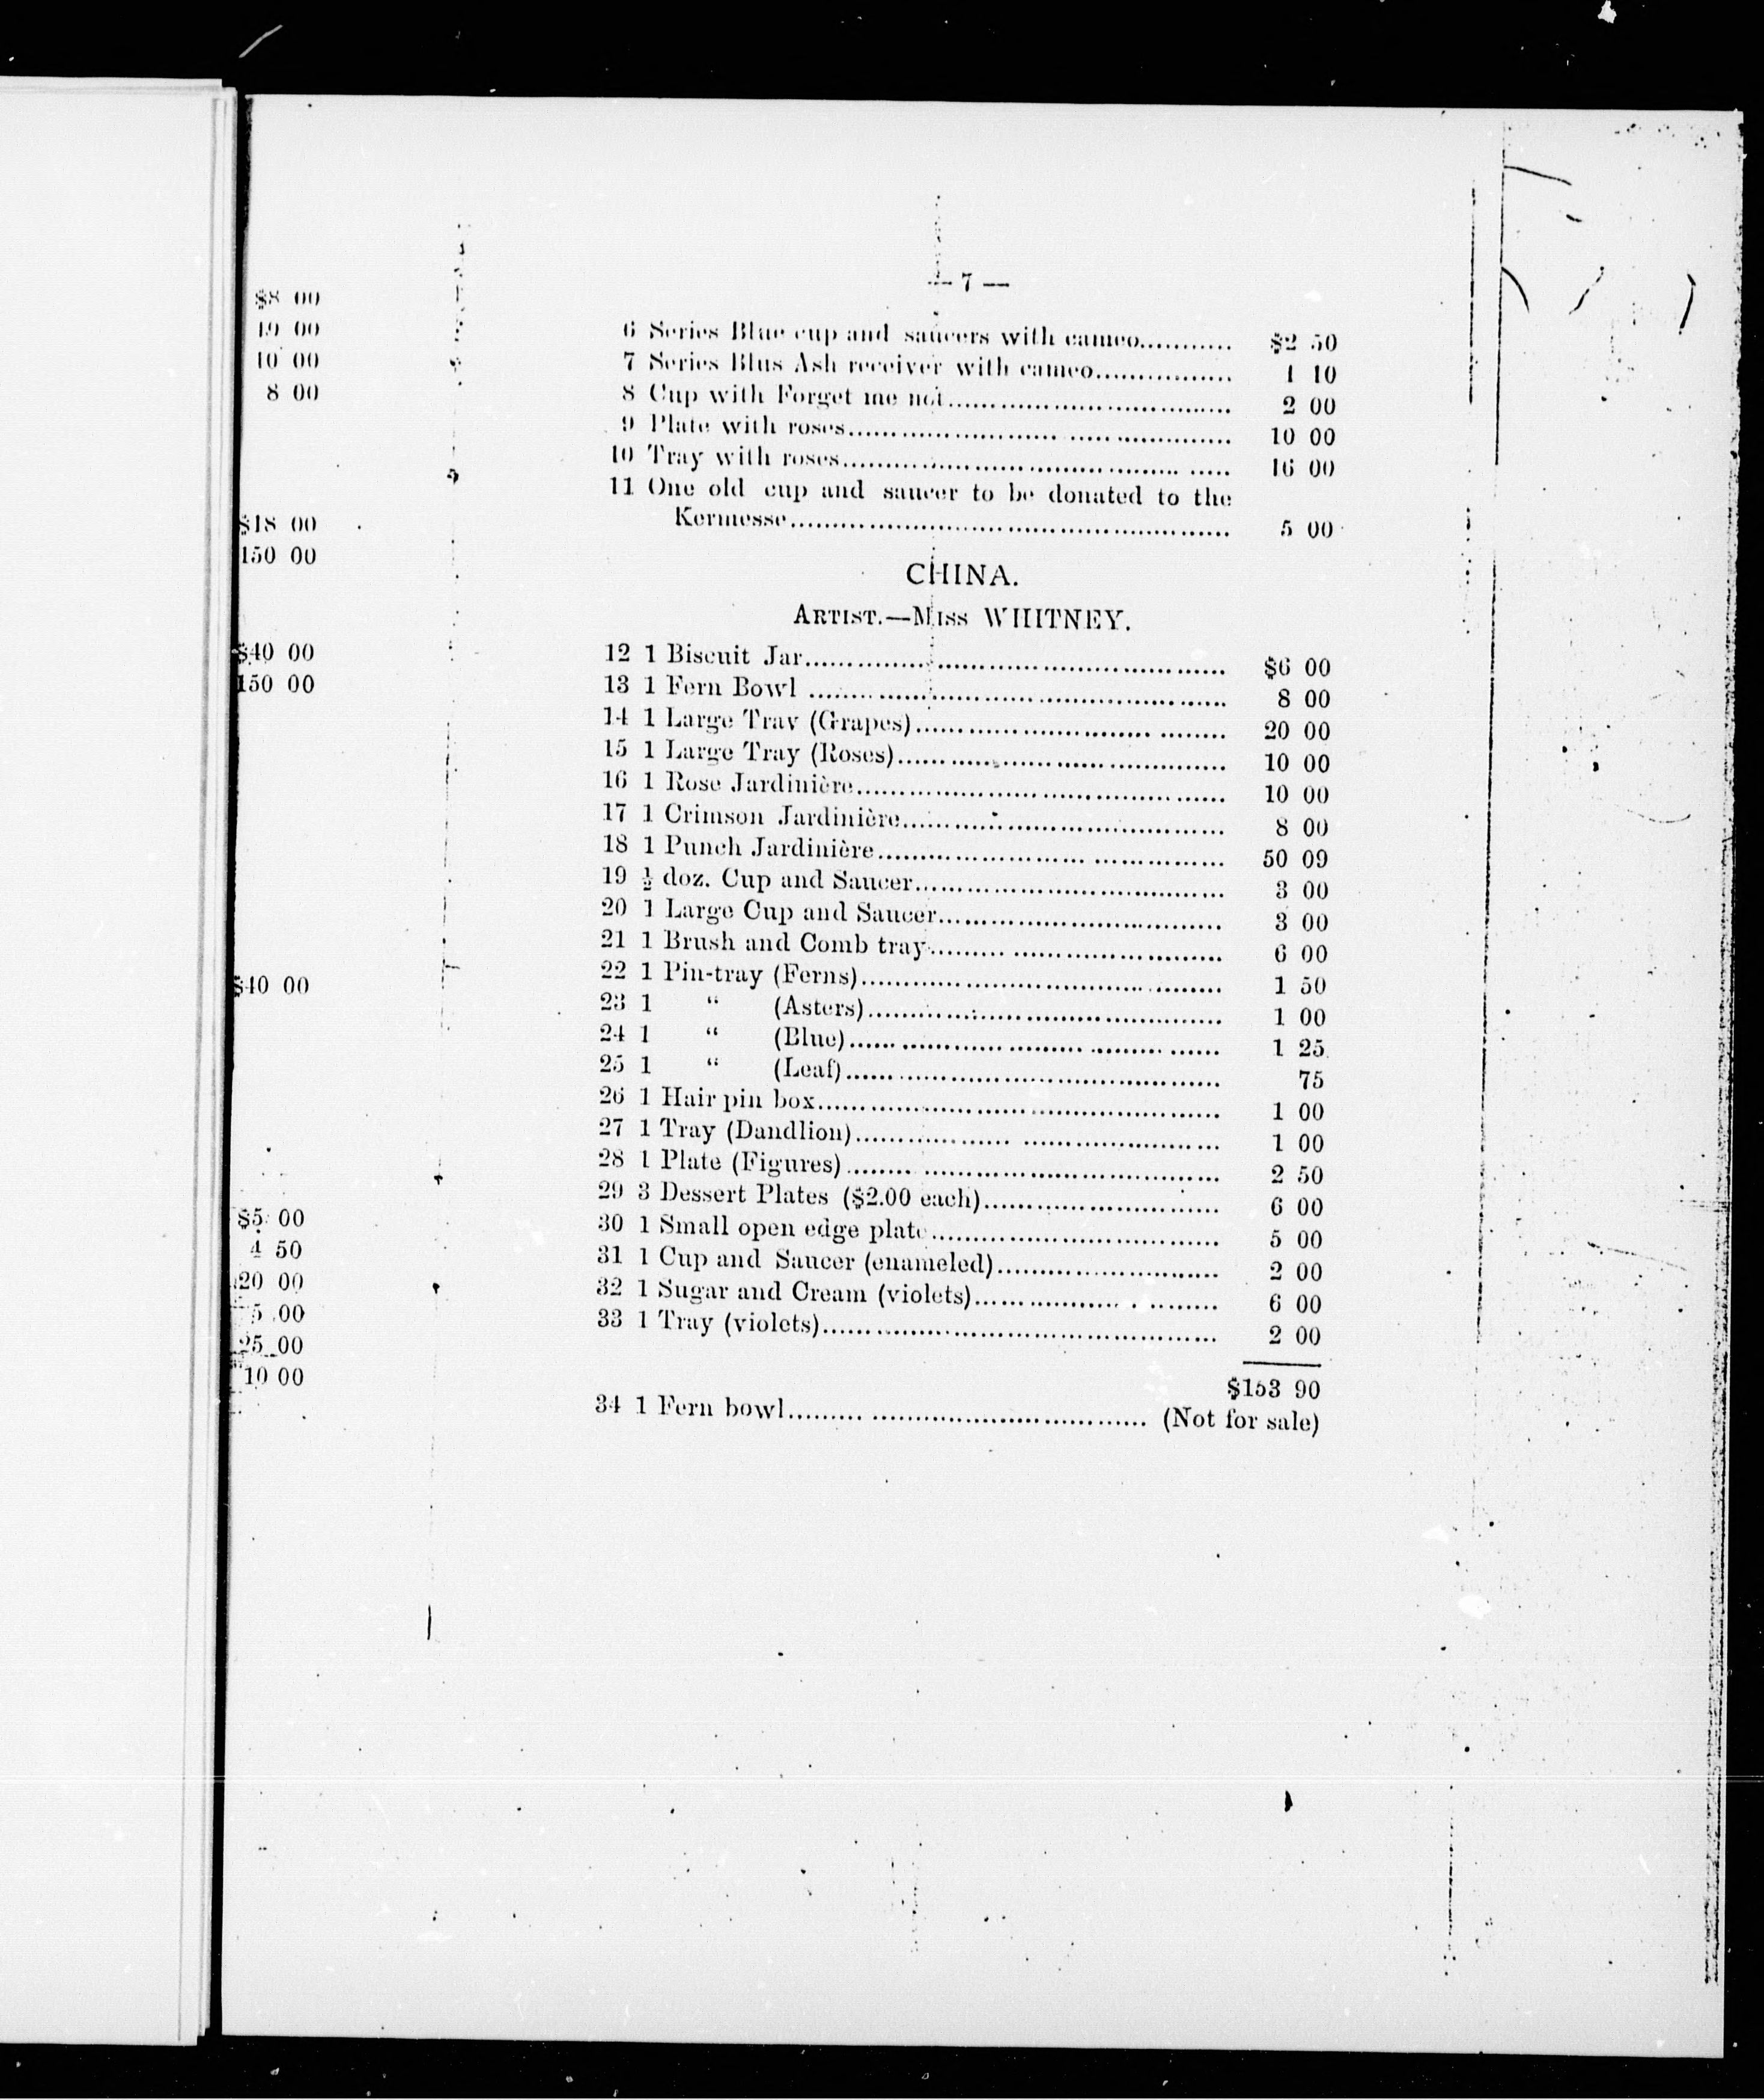 $8 00
10 00
10 00
8 00
$18 00
150 00
$40 00
150 00
$40 00
$5 00
4 50
20 00
5 00
25 00
10 00
— 7 —
6 Series Blue cup and saucers with cameo........... $2 50
7 Series Blus Ash receiver with cameo................ 1 10
8 Cup with Forget me not................................. 2 00
9 Plate with roses............................................ 10 00
10 Tray with roses............................................ 16 00
11 One old cup and saucer to be donated to the
Kermesse.................................................... 5 00
CHINA.
ARTIST.—MISS WHITNEY.
12 1 Biscuit Jar.................................................. $6 00
13 1 Fern Bowl .................................................. 8 00
14 1 Large Tray (Grapes)..................................... 20 00
15 1 Large Tray (Roses)....................................... 10 00
16 1 Rose Jardinière............................................ 10 00
17 1 Crimson Jardinière....................................... 8 00
18 1 Punch Jardinière.......................................... 50 09
19 ½ doz. Cup and Saucer..................................... 3 00
20 1 Large Cup and Saucer.................................. 3 00
21 1 Brush and Comb tray................................... 6 00
22 1 Pin-tray (Ferns)........................................... 1 50
23 1 “ (Asters)........................................... 1 00
24 1 “ (Blue)............................................. 1 25
25 1 “ (Leaf)............................................. 75
26 1 Hair pin box................................................ 1 00
27 1 Tray (Dandlion)........................................... 1 00
28 1 Plate (Figures)............................................. 2 50
29 3 Dessert Plates ($2.00 each)............................ 6 00
30 1 Small open edge plate.................................. 5 00
31 1 Cup and Saucer (enameled).......................... 2 00
32 1 Sugar and Cream (violets)............................. 6 00
33 1 Tray (violets)............................................... 2 00
$153 90
34 1 Fern bowl........................................... (Not for sale)